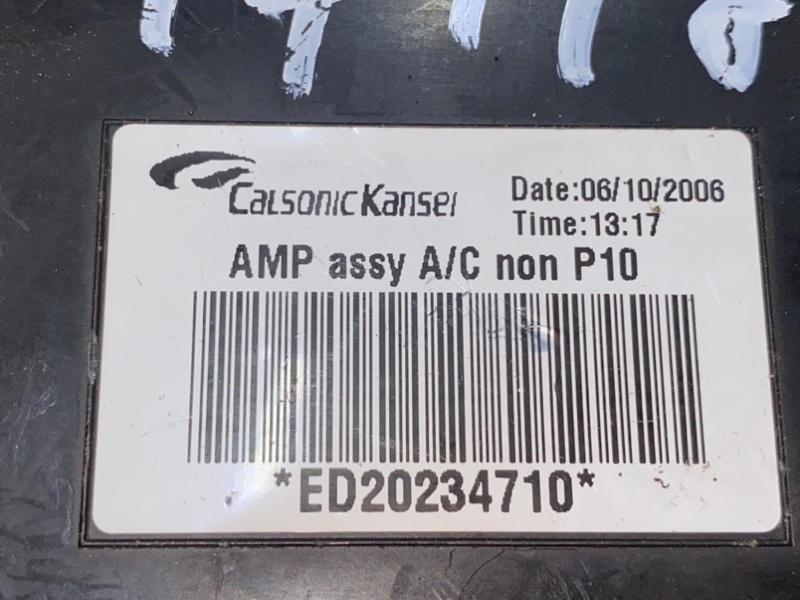 CalsonicKansei
Date:06/10/2006
Time:13:17
AMP assy A/C non P10
*ED20234710*